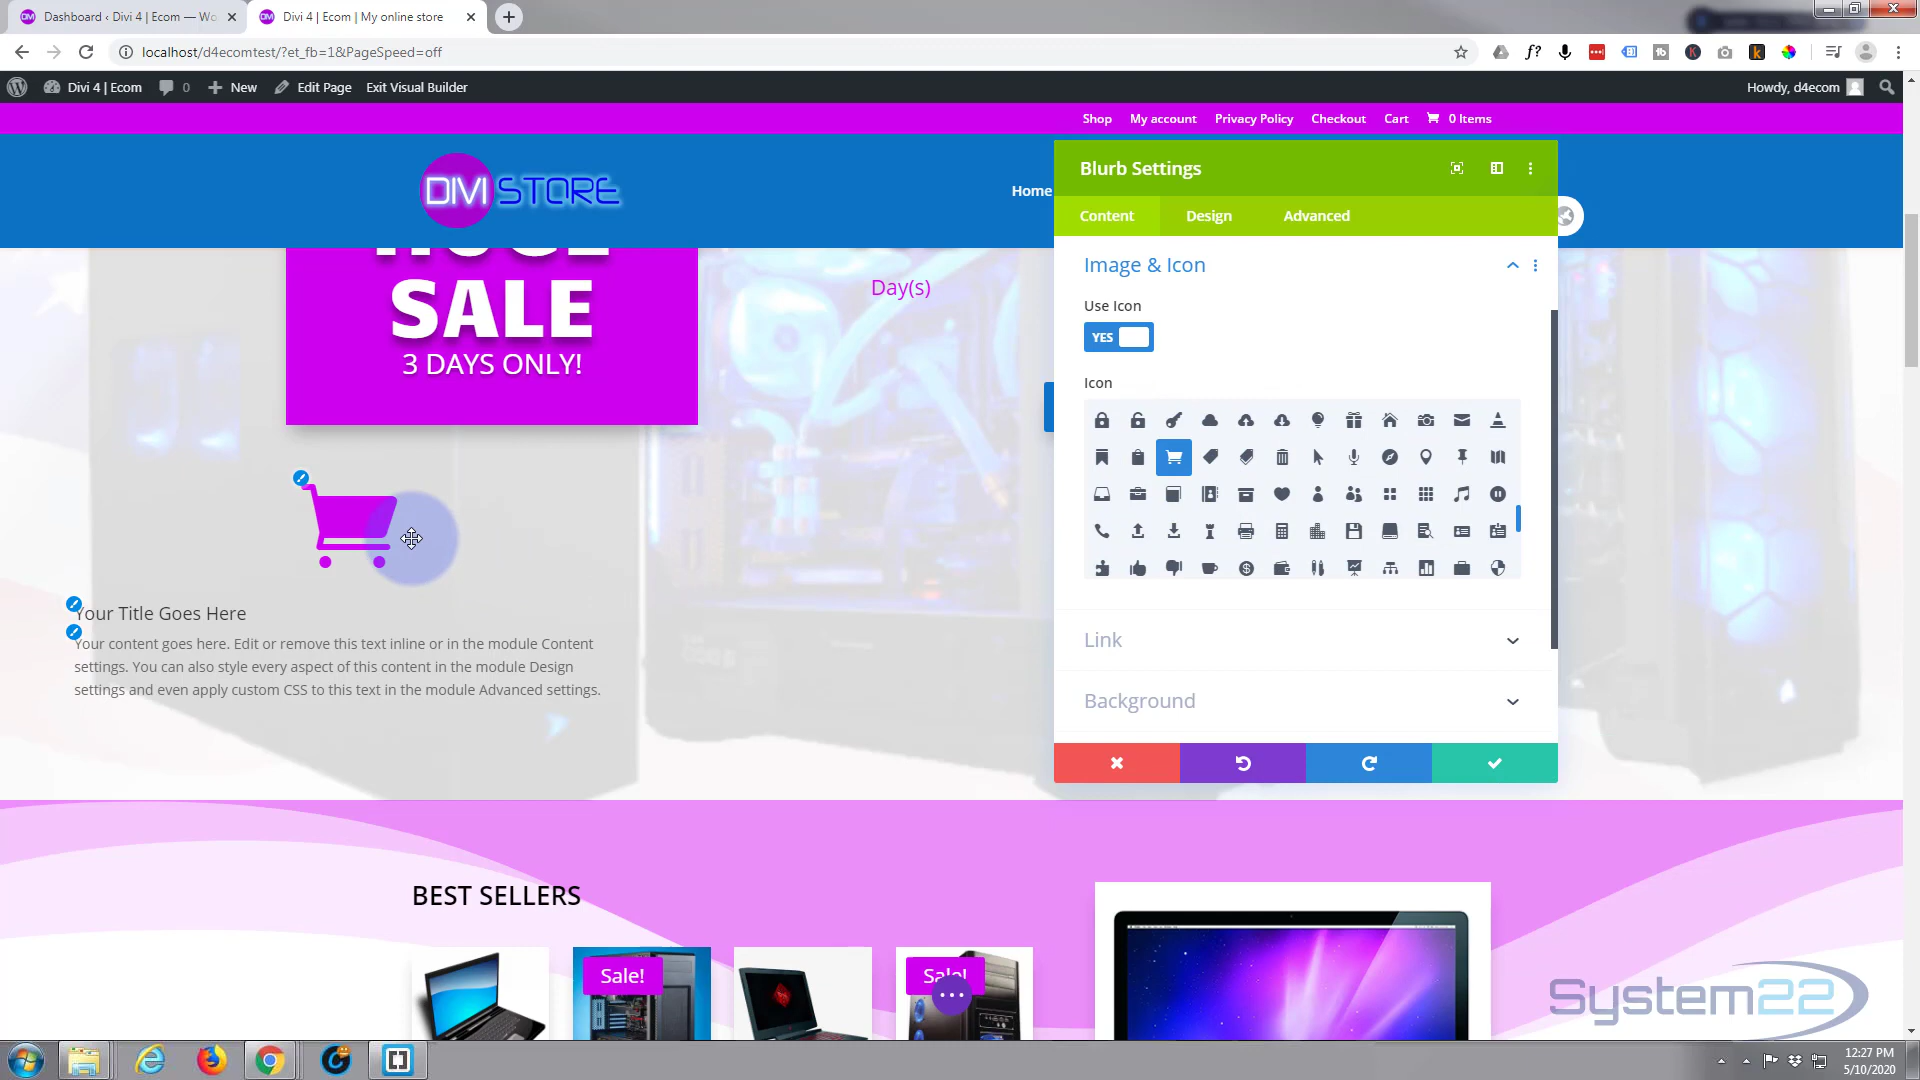 Dashboard ‹ Divi 4 | Ecom — Wo
Divi 4 | Ecom | My online store
localhost/d4ecomtest/?et_fb=1&PageSpeed=off
Divi 4 | Ecom
0
New
Edit Page
Exit Visual Builder
Howdy, d4ecom
Shop
My account
Privacy Policy
Checkout
Cart
0 Items
DIVI STORE
Home
Blurb Settings
Content
Design
Advanced
HUGE
SALE
3 DAYS ONLY!
Day(s)
Image & Icon
Use Icon
YES
Icon
Your Title Goes Here
Your content goes here. Edit or remove this text inline or in the module Content
settings. You can also style every aspect of this content in the module Design
settings and even apply custom CSS to this text in the module Advanced settings.
Link
Background
BEST SELLERS
Sale!
Sale!
System22
12:27 PM
5/10/2020